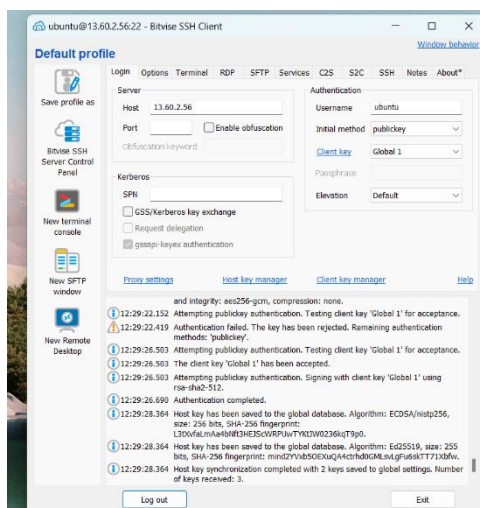 ubuntu@13.60.2.56:22 - Bitvise SSH Client
Default profile
Window behavior
Save profile as
Bitvise SSH
Server Control
Panel
New terminal
console
New SFTP
window
New Remote
Desktop
Login Options Terminal RDP SFTP Services C2S S2C SSH Notes About*
Server
Host 13.60.2.56
Port Enable obfuscation
Obfuscation keyword
Kerberos
SPN
GSS/Kerberos key exchange
Request delegation
gssapi-keyex authentication
Authentication
Username ubuntu
Initial method publickey
Client key Global 1
Passphrase
Elevation Default
Proxy settings Host key manager Client key manager Help
and integrity: aes256-gcm, compression: none.
12:29:22.152 Attempting publickey authentication. Testing client key 'Global 1' for acceptance.
12:29:22.419 Authentication failed. The key has been rejected. Remaining authentication
methods: 'publickey'.
12:29:26.503 Attempting publickey authentication. Testing client key 'Global 1' for acceptance.
12:29:26.503 The client key 'Global 1' has been accepted.
12:29:26.503 Attempting publickey authentication. Signing with client key 'Global 1' using
rsa-sha2-512.
12:29:26.690 Authentication completed.
12:29:28.364 Host key has been saved to the global database. Algorithm: ECDSA/nistp256,
size: 256 bits, SHA-256 fingerprint:
12:29:28.364 Host key has been saved to the global database. Algorithm: Ed25519, size: 255
bits, SHA-256 fingerprint:
12:29:28.364 Host key synchronization completed with 2 keys saved to global settings. Number
of keys received: 3.
Log out
Exit